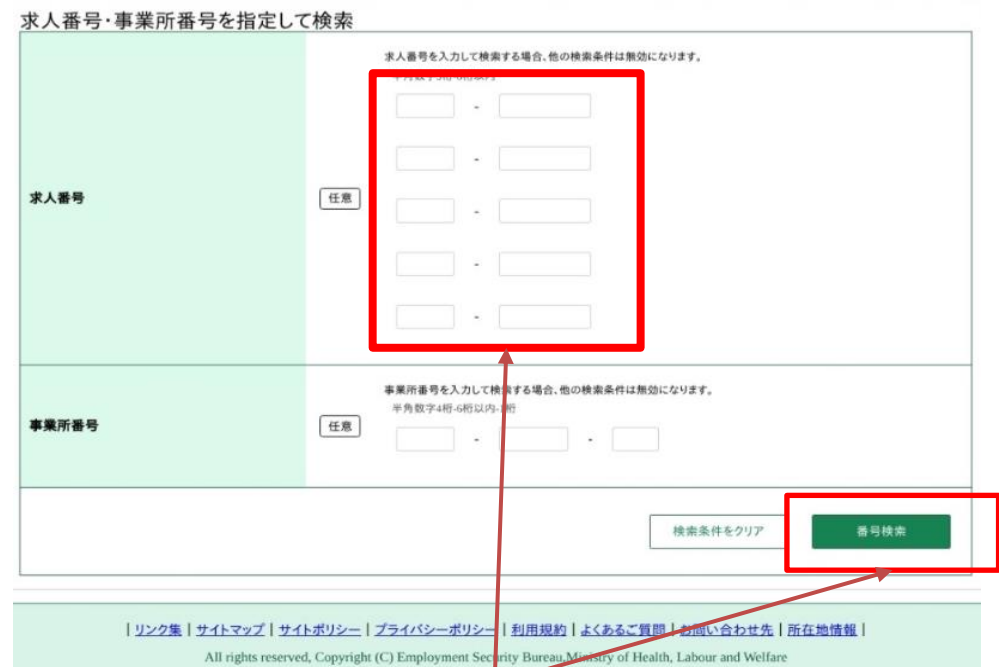 求人番号・事業所番号を指定して検索
求人番号を入力して検索する場合、他の検索条件は無効になります。
-
-
求人番号
任意
-
-
-
事業所番号を入力して検索する場合、他の検索条件は無効になります。
半角数字4桁-6桁以内-1桁
事業所番号
任意
- -
検索条件をクリア 番号検索
| リンク集 | サイトマップ | サイトポリシー | プライバシーポリシー | 利用規約 | よくあるご質問 | お問い合わせ先 | 所在地情報 |
All rights reserved, Copyright (C) Employment Security Bureau,Ministry of Health, Labour and Welfare